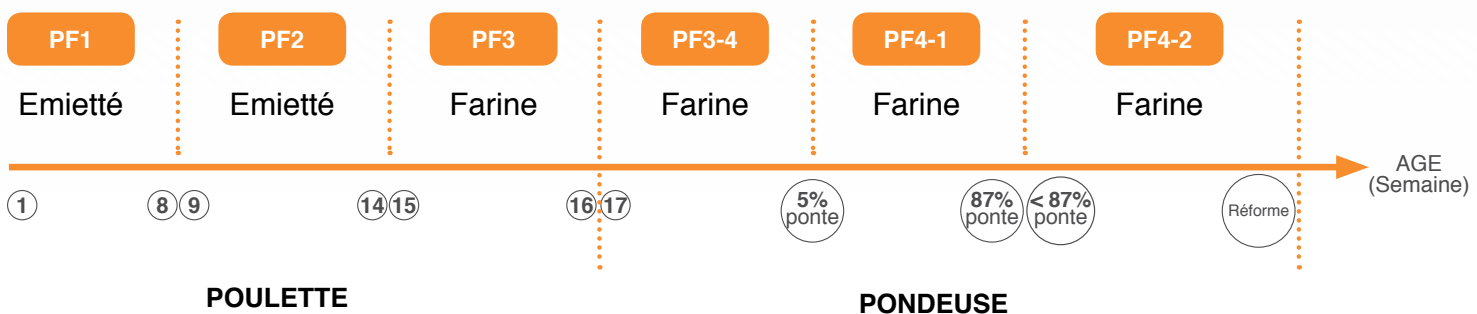 PF1 PF2 PF3 PF3-4 PF4-1 PF4-2
Emietté Emietté Farine Farine Farine Farine
AGE
(Semaine)
1 8 9 14 15 16 17 5% ponte 87% ponte < 87% ponte Réforme
POULETTE PONDEUSE